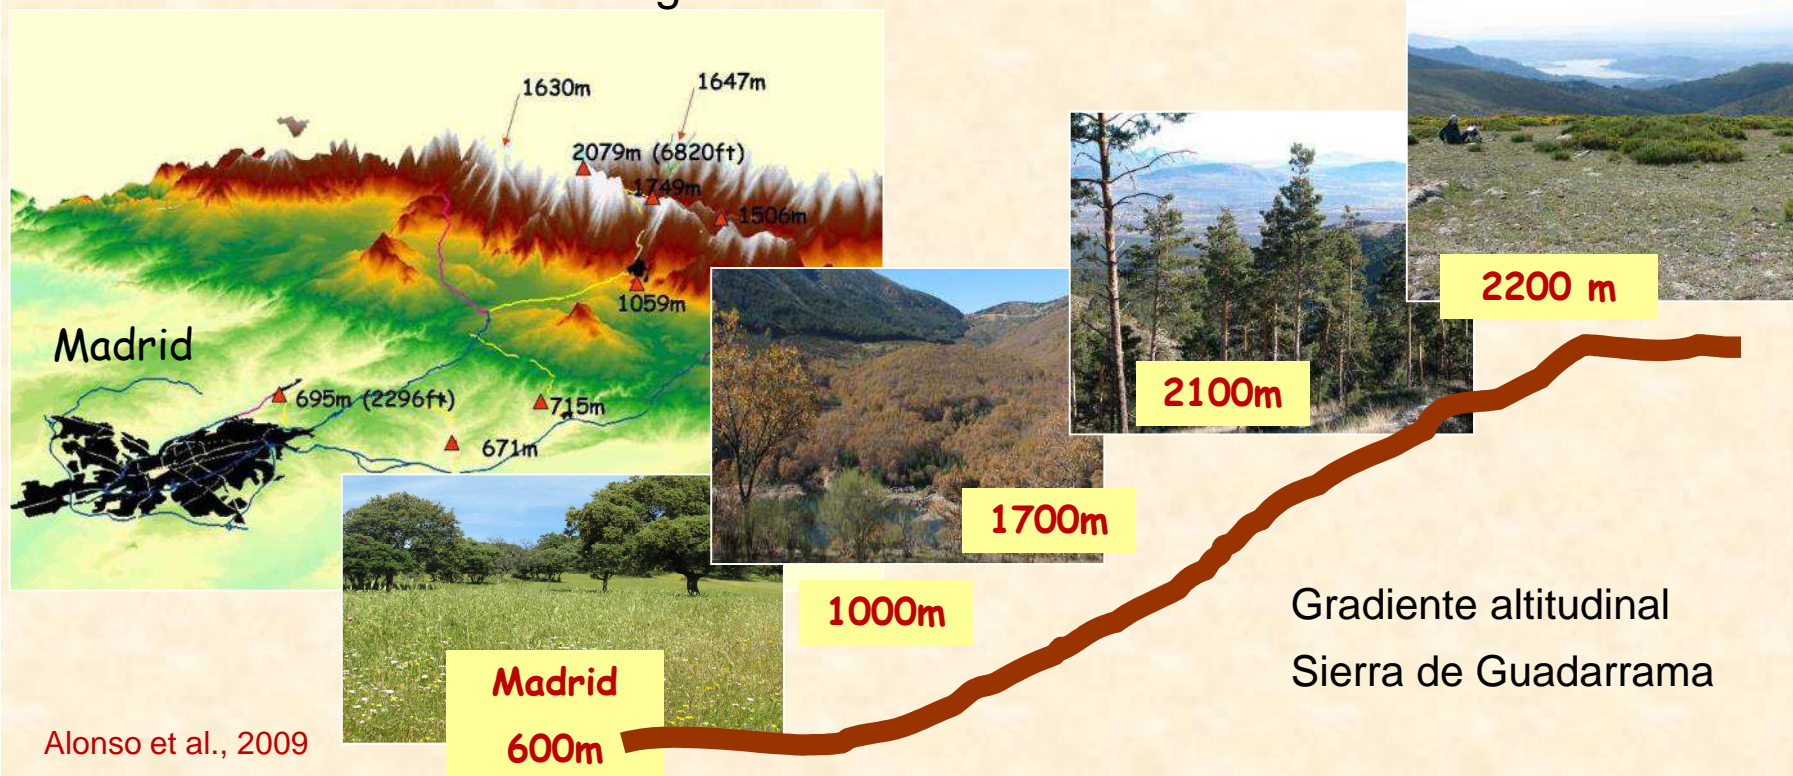 1630m
1647m
2079m (6820ft)
1749m
1506m
1059m
Madrid
695m (2296ft)
715m
671m
2200 m
2100m
1700m
1000m
Madrid
600m
Gradiente altitudinal
Sierra de Guadarrama
Alonso et al., 2009